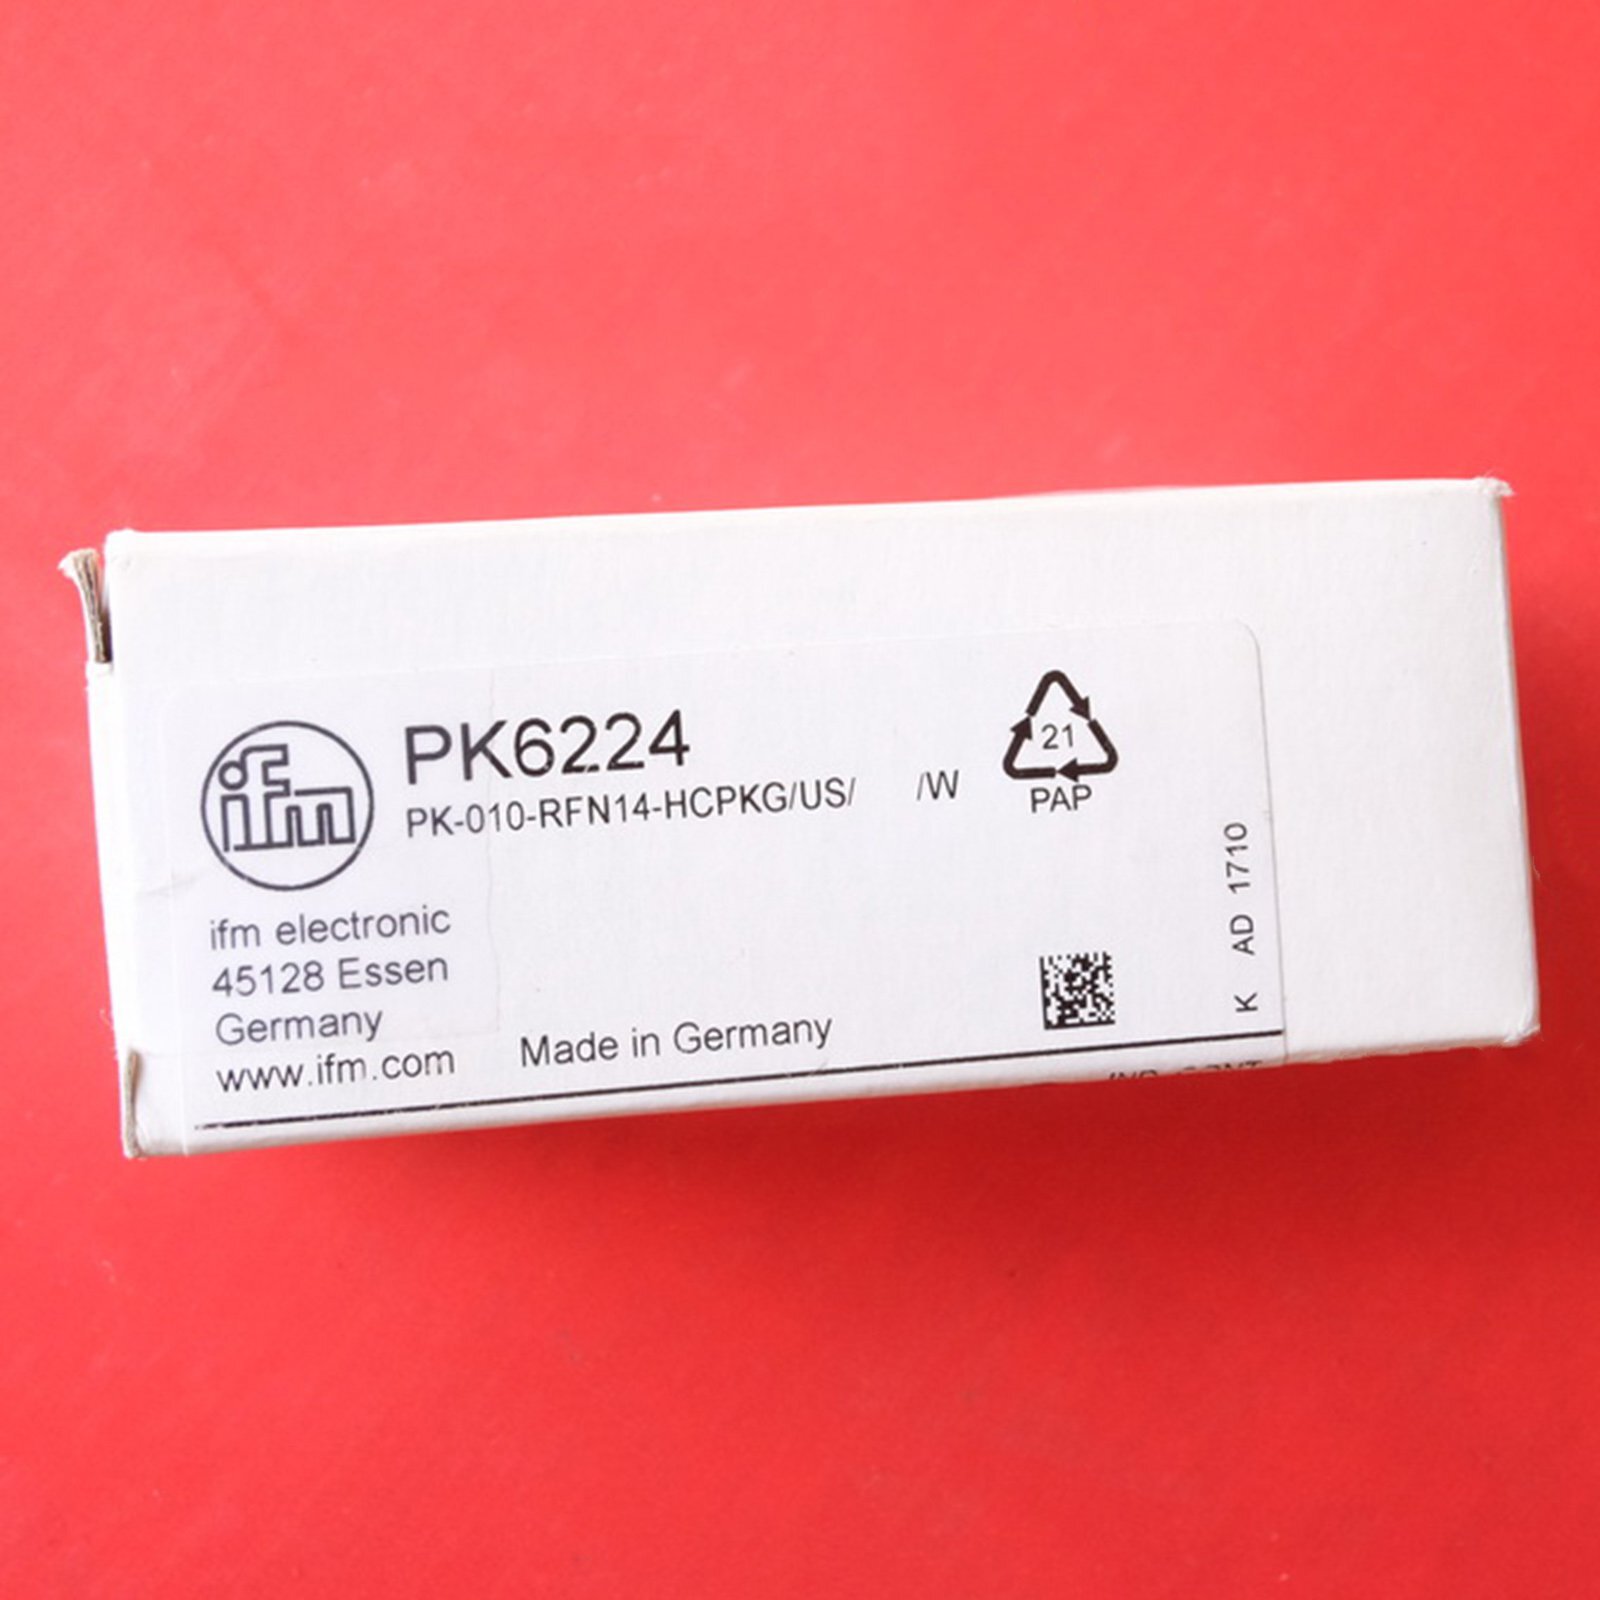 ifm
PK6224
PK-010-RFN14-HCPKG/US/ /W
21
PAP
ifm electronic
45128 Essen
Germany
www.ifm.com
Made in Germany
K AD 1710